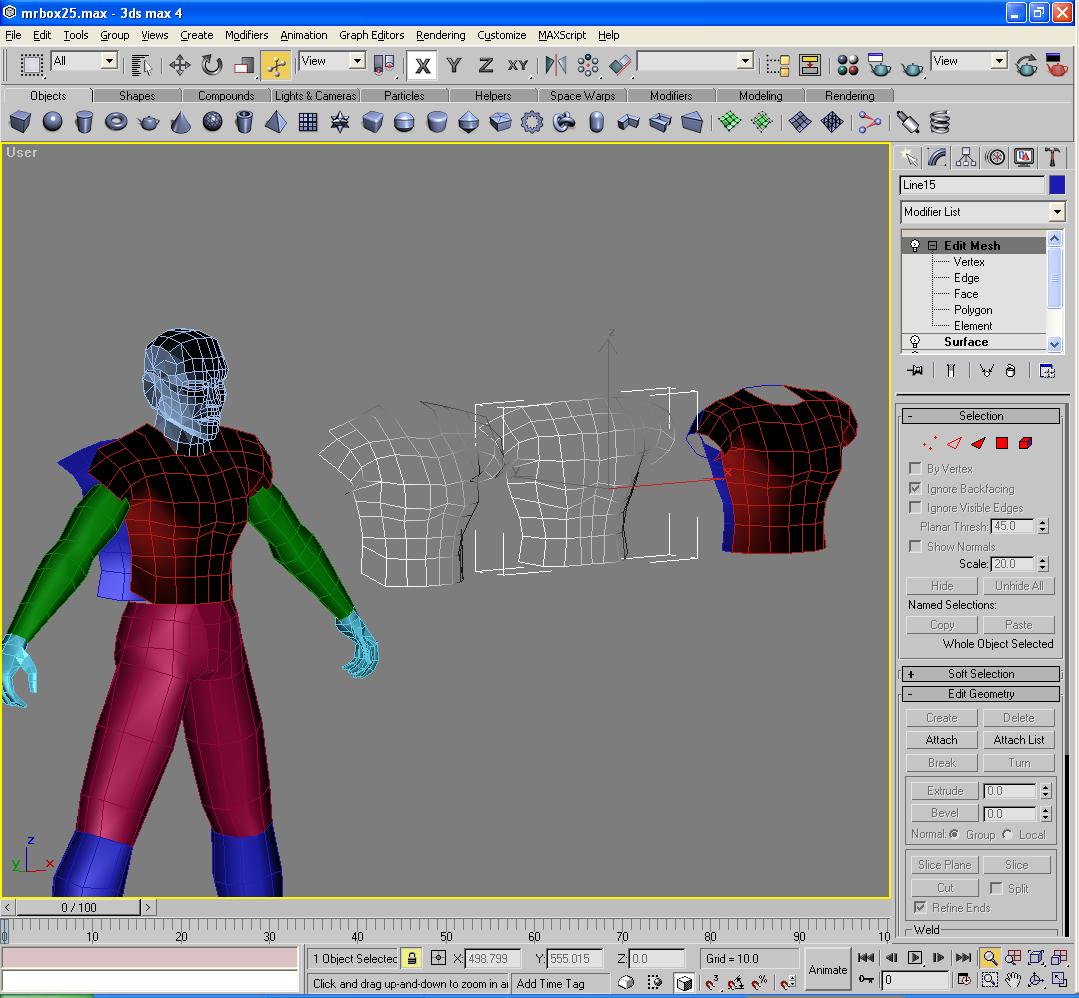 mrbox25.max - 3ds max 4
File Edit Tools Group Views Create Modifiers Animation Graph Editors Rendering Customize MAXScript Help
All View X Y Z XY View
Objects Shapes Compounds Lights & Cameras Particles Helpers Space Warps Modifiers Modeling Rendering
User
Line15
Modifier List
Edit Mesh
Vertex
Edge
Face
Polygon
Element
Surface
- Selection
By Vertex
Ignore Backfacing
Ignore Visible Edges
Planar Thresh: 45.0
Show Normals
Scale: 20.0
Hide Unhide All
Named Selections:
Copy Paste
Whole Object Selected
+ Soft Selection
- Edit Geometry
Create Delete
Attach Attach List
Break Turn
Extrude 0.0
Bevel 0.0
Normal: Group Local
Slice Plane Slice
Cut Split
Refine Ends
Weld
z
x
y
z
y x
< 0 / 100 >
0 10 20 30 40 50 60 70 80 90 10
1 Object Selectec X: 498.799 Y: 555.015 Z: 0.0 Grid = 10.0
Animate
Click and drag up-and-down to zoom in ar Add Time Tag
3 % 0